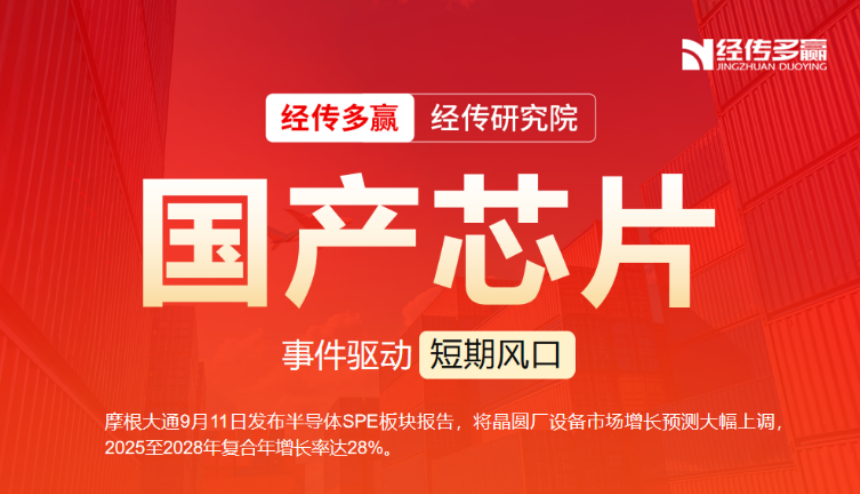 经传多赢
JINGZHUAN DUOYING
经传多赢 经传研究院
国产芯片
事件驱动 短期风口
摩根大通9月11日发布半导体SPE板块报告，将晶圆厂设备市场增长预测大幅上调，
2025至2028年复合年增长率达28%。